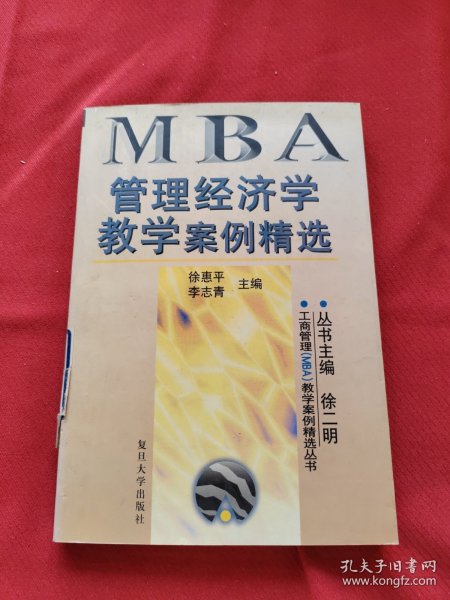 MBA
管理经济学
教学案例精选
徐惠平
李志青
主编
●丛书主编 徐二明
●工商管理(MBA)教学案例精选丛书
复旦大学出版社
孔夫子旧书网
www.kongfz.com